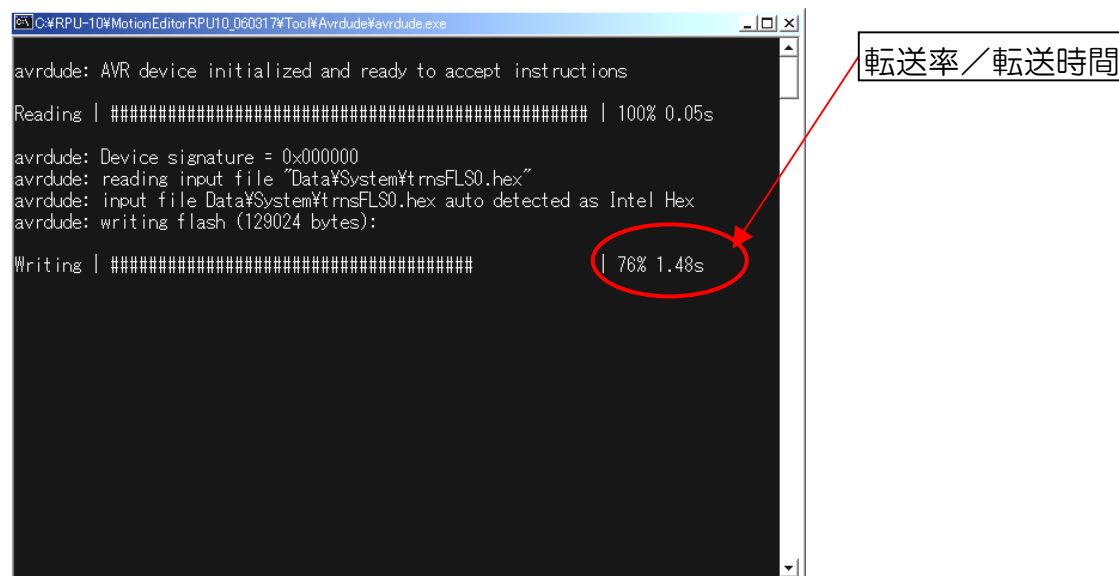 C:¥RPU-10¥MotionEditorRPU10_060317¥Tool¥Avrdude¥avrdude.exe
avrdude: AVR device initialized and ready to accept instructions
Reading | ################################################## | 100% 0.05s
avrdude: Device signature = 0x000000
avrdude: reading input file "Data¥System¥trnsFLS0.hex"
avrdude: input file Data¥System¥trnsFLS0.hex auto detected as Intel Hex
avrdude: writing flash (129024 bytes):
Writing | ###################################### | 76% 1.48s
転送率／転送時間